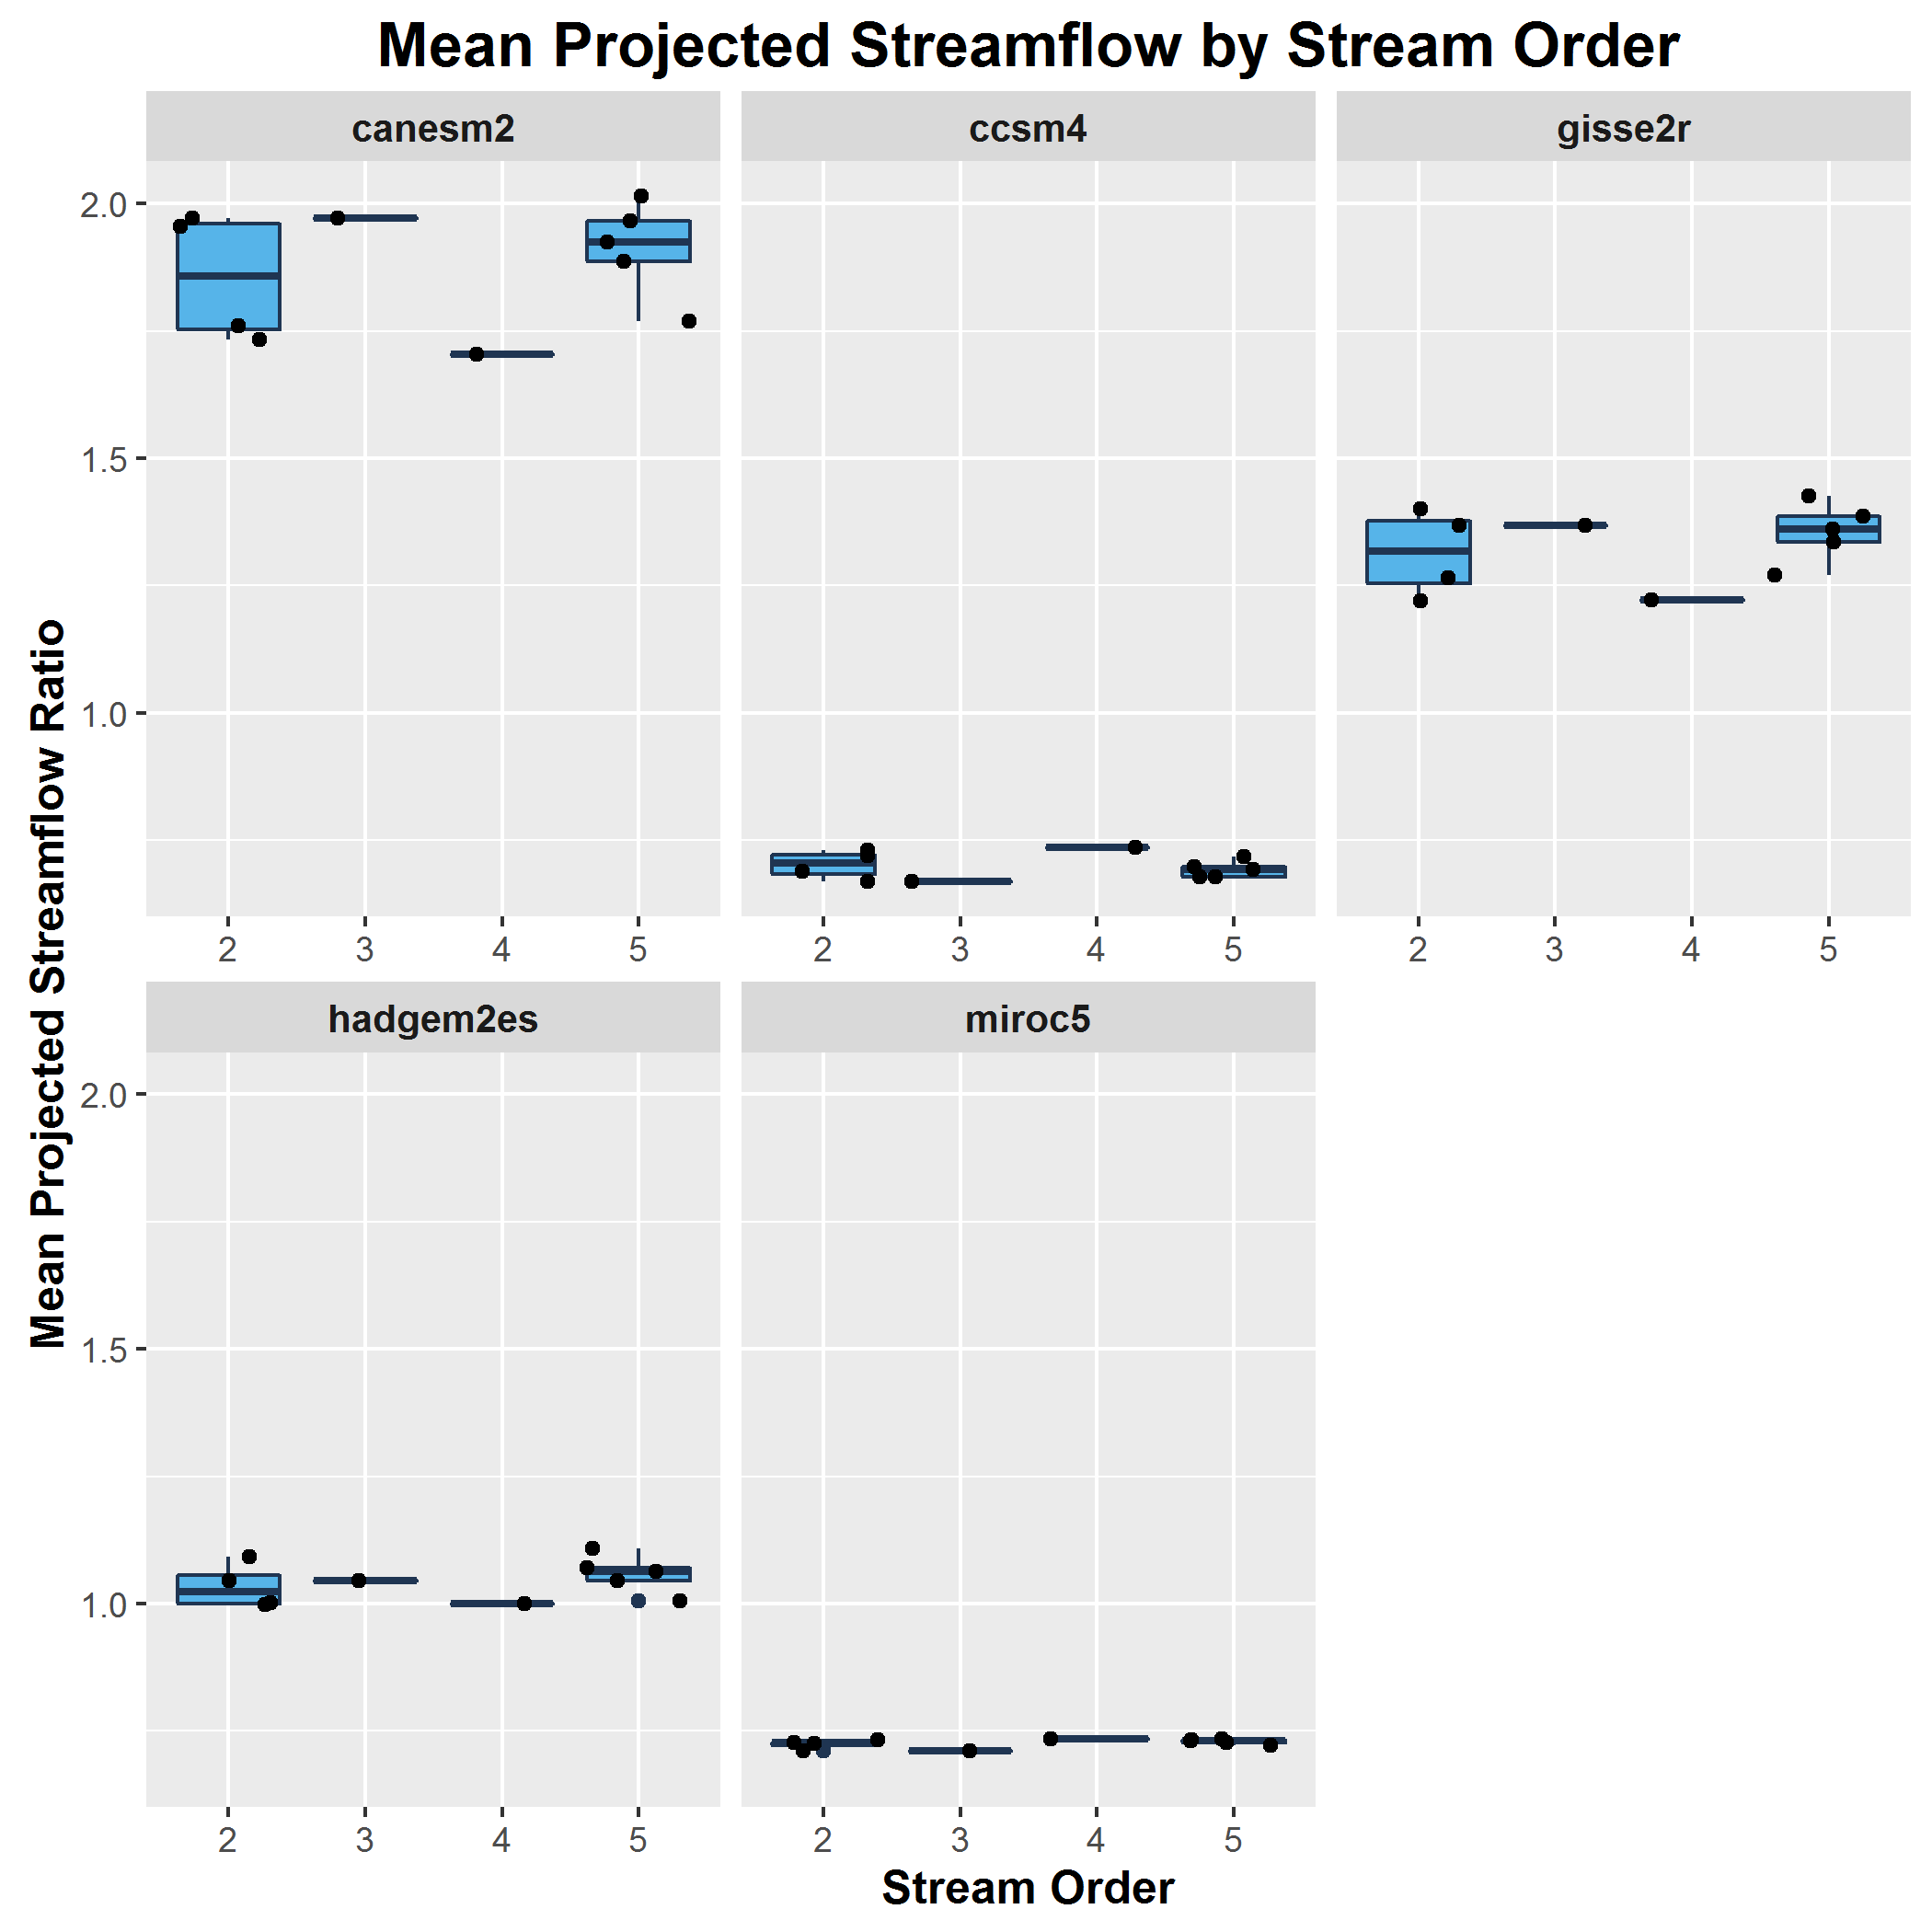 Mean Projected Streamflow by Stream Order
canesm2 ccsm4 gisse2r
2.0
1.5
1.0
2 3 4 5 2 3 4 5 2 3 4 5
Mean Projected Streamflow Ratio
hadgem2es miroc5
2.0
1.5
1.0
2 3 4 5 2 3 4 5
Stream Order